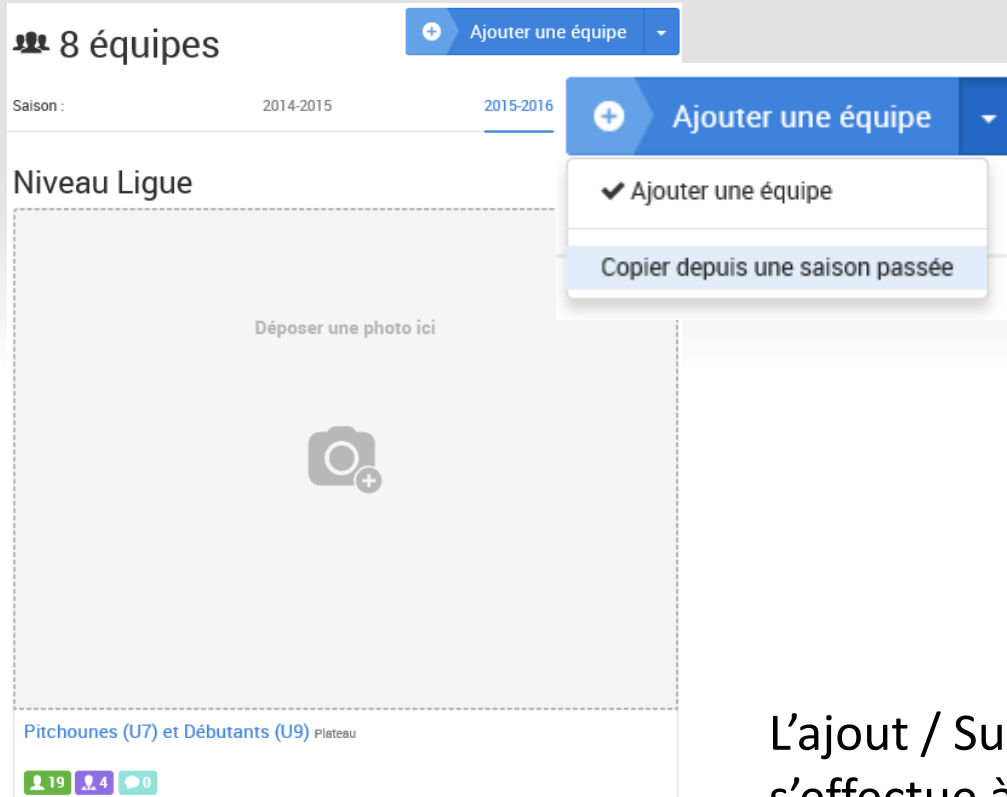 8 équipes
Ajouter une équipe
Saison :
2014-2015
2015-2016
Ajouter une équipe
Ajouter une équipe
Copier depuis une saison passée
Niveau Ligue
Déposer une photo ici
Pitchounes (U7) et Débutants (U9) Plateau
19 4 0
L'ajout / Su
s'effectue à